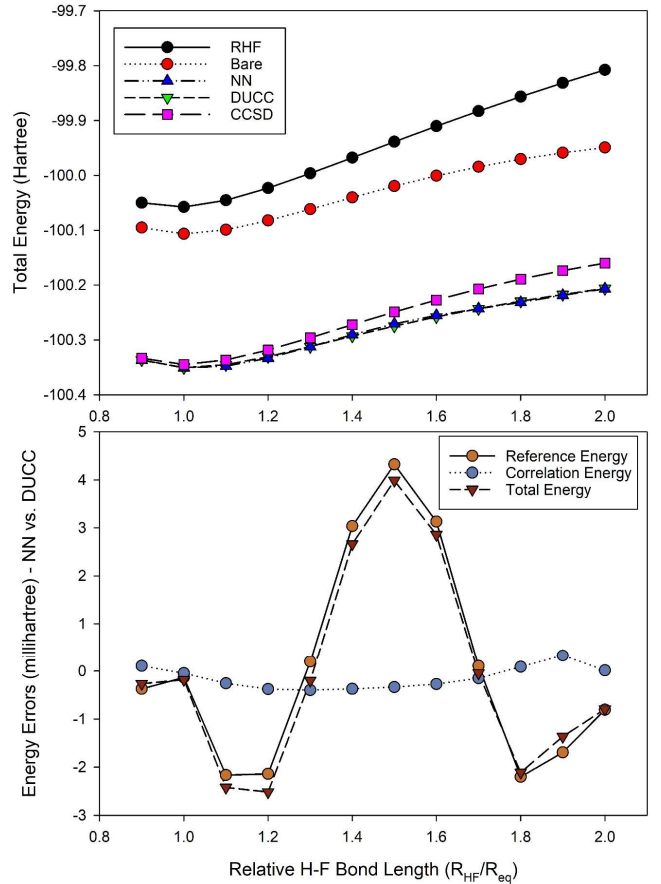 -99.7
-99.8
-99.9
-100.0
-100.1
-100.2
-100.3
-100.4
Total Energy (Hartree)
RHF
Bare
NN
DUCC
CCSD
0.8 1.0 1.2 1.4 1.6 1.8 2.0
5
4
3
2
1
0
-1
-2
-3
Energy Errors (millihartree) - NN vs. DUCC
Reference Energy
Correlation Energy
Total Energy
0.8 1.0 1.2 1.4 1.6 1.8 2.0
Relative H-F Bond Length (R_HF/R_eq)